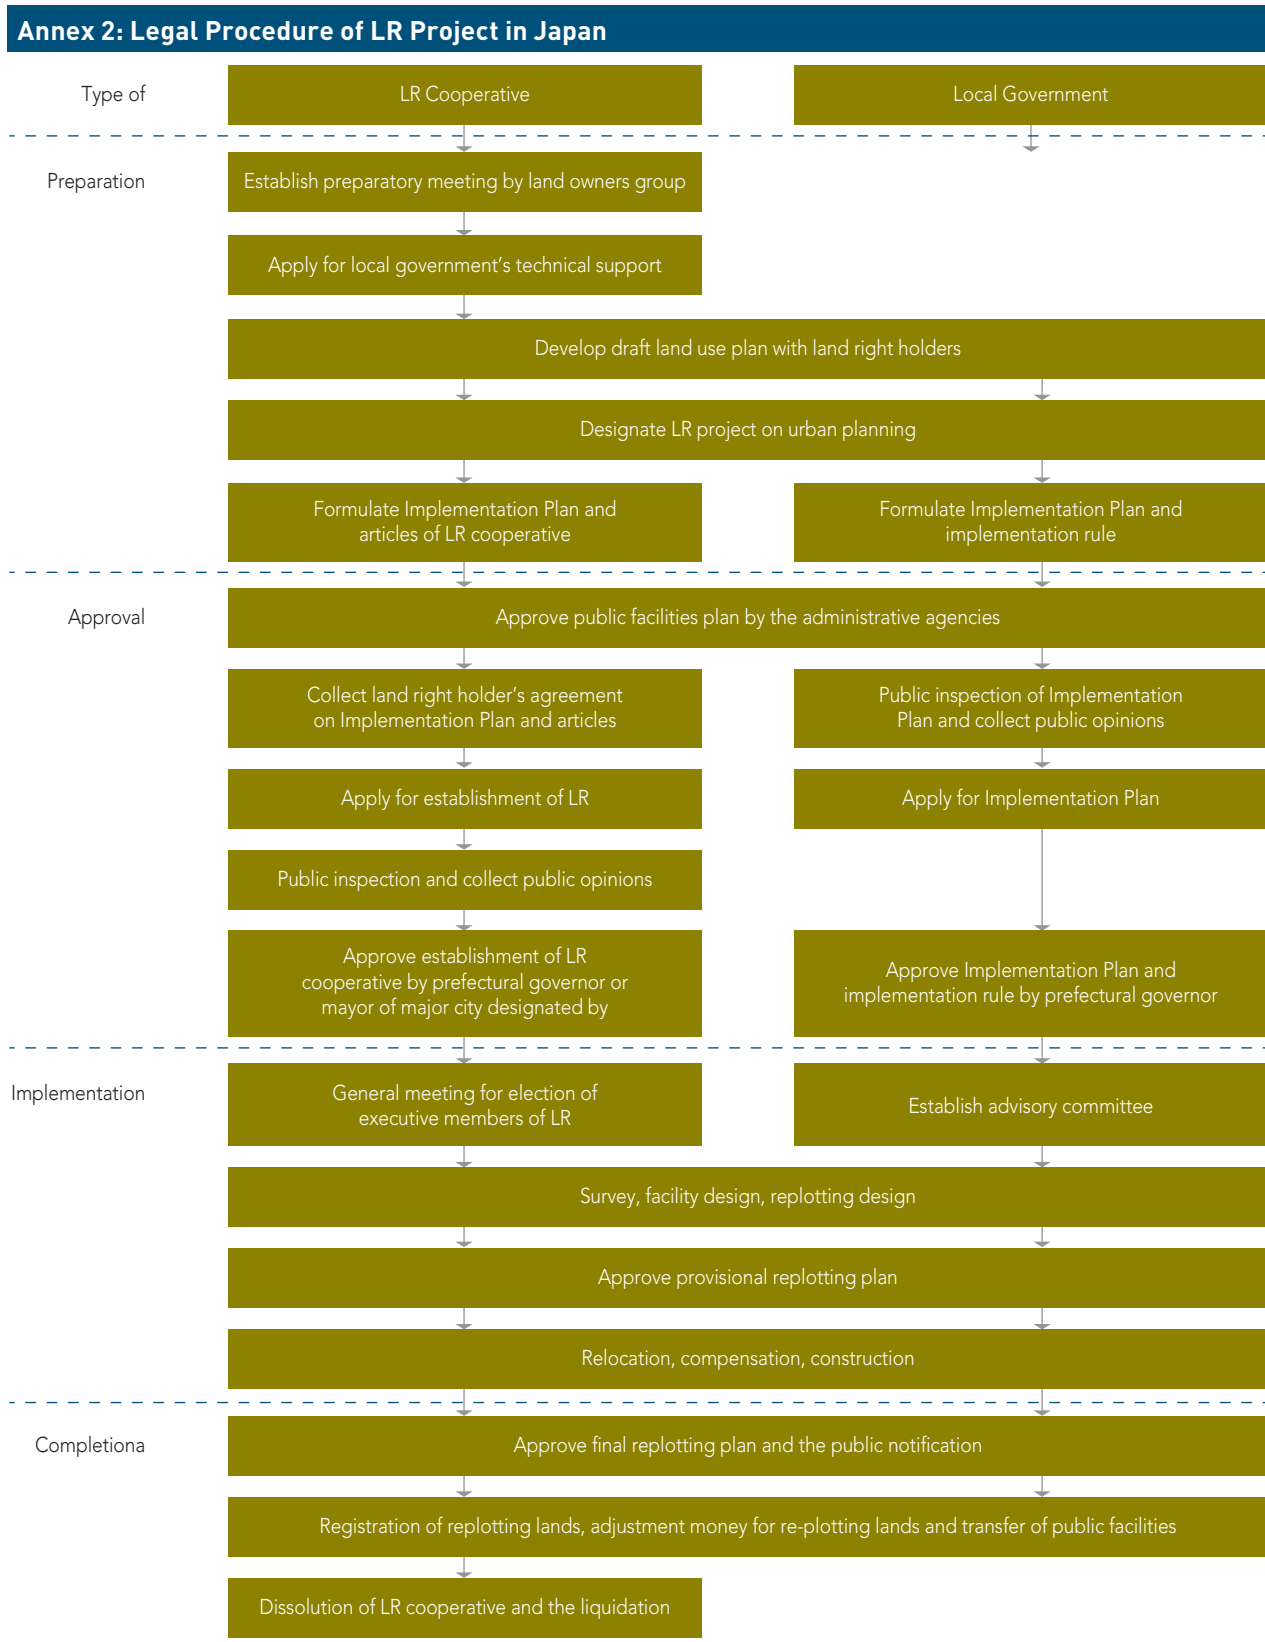 Annex 2: Legal Procedure of LR Project in Japan
Type of
LR Cooperative
Local Government
Preparation
Establish preparatory meeting by land owners group
Apply for local government's technical support
Develop draft land use plan with land right holders
Designate LR project on urban planning
Formulate Implementation Plan and
articles of LR cooperative
Formulate Implementation Plan and
implementation rule
Approval
Approve public facilities plan by the administrative agencies
Collect land right holder's agreement
on Implementation Plan and articles
Public inspection of Implementation
Plan and collect public opinions
Apply for establishment of LR
Apply for Implementation Plan
Public inspection and collect public opinions
Approve establishment of LR
cooperative by prefectural governor or
mayor of major city designated by
Approve Implementation Plan and
implementation rule by prefectural governor
Implementation
General meeting for election of
executive members of LR
Establish advisory committee
Survey, facility design, replotting design
Approve provisional replotting plan
Relocation, compensation, construction
Completiona
Approve final replotting plan and the public notification
Registration of replotting lands, adjustment money for re-plotting lands and transfer of public facilities
Dissolution of LR cooperative and the liquidation